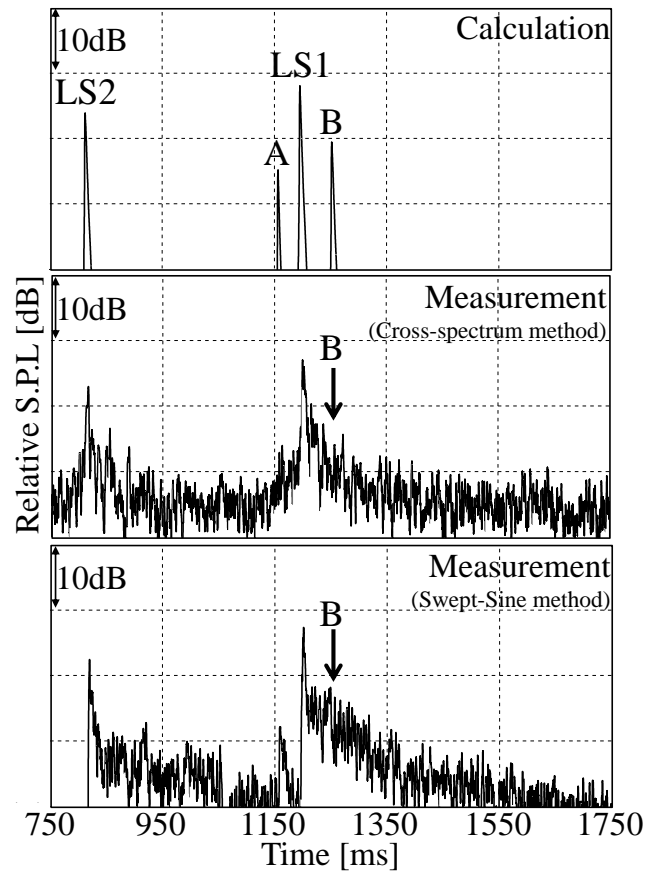 10dB
Calculation
LS2
LS1
A
B
10dB
Measurement
(Cross-spectrum method)
B
10dB
Measurement
(Swept-Sine method)
B
Relative S.P.L [dB]
750 950 1150 1350 1550 1750
Time [ms]